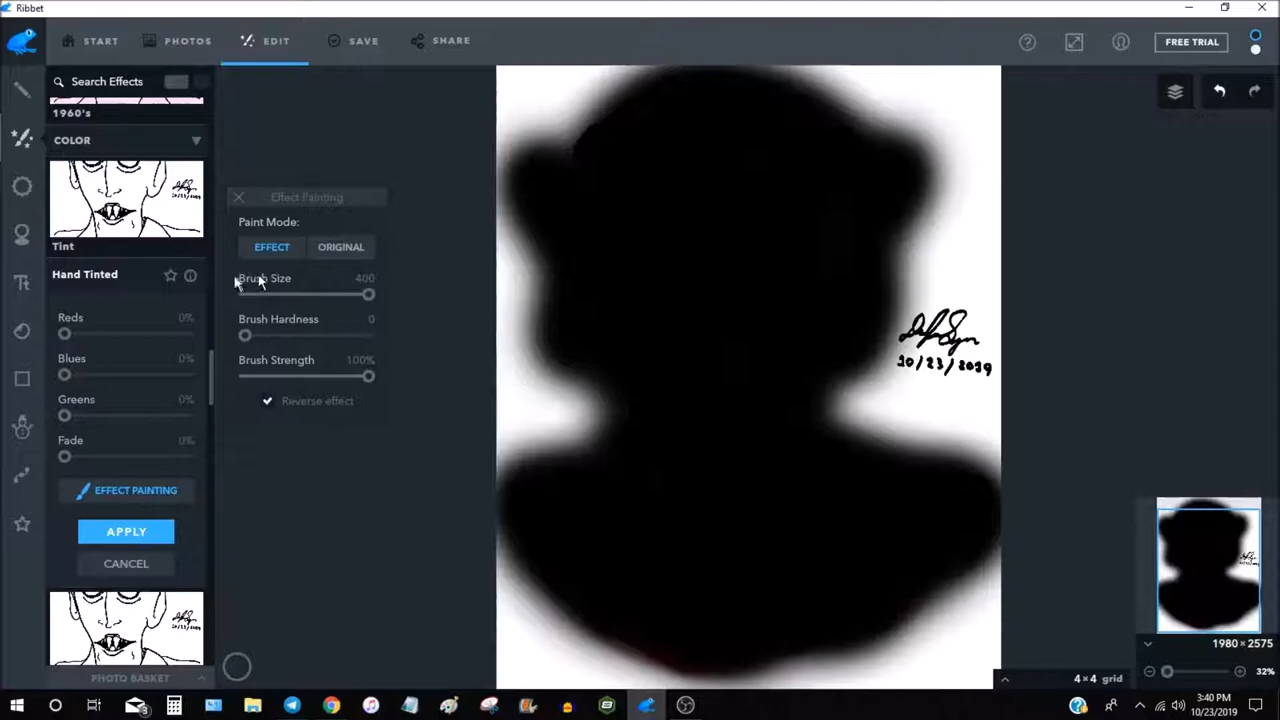 Ribbet
START
PHOTOS
EDIT
SAVE
SHARE
FREE TRIAL
Search Effects
1960's
COLOR
Tint
Hand Tinted
Reds 0%
Blues 0%
Greens 0%
Fade 0%
EFFECT PAINTING
APPLY
CANCEL
PHOTO BASKET
Effect Painting
Paint Mode:
EFFECT ORIGINAL
Brush Size 400
Brush Hardness 0
Brush Strength 100%
Reverse effect
10/23/2019
1980 × 2575
4×4 grid
32%
3
3:40 PM
10/23/2019